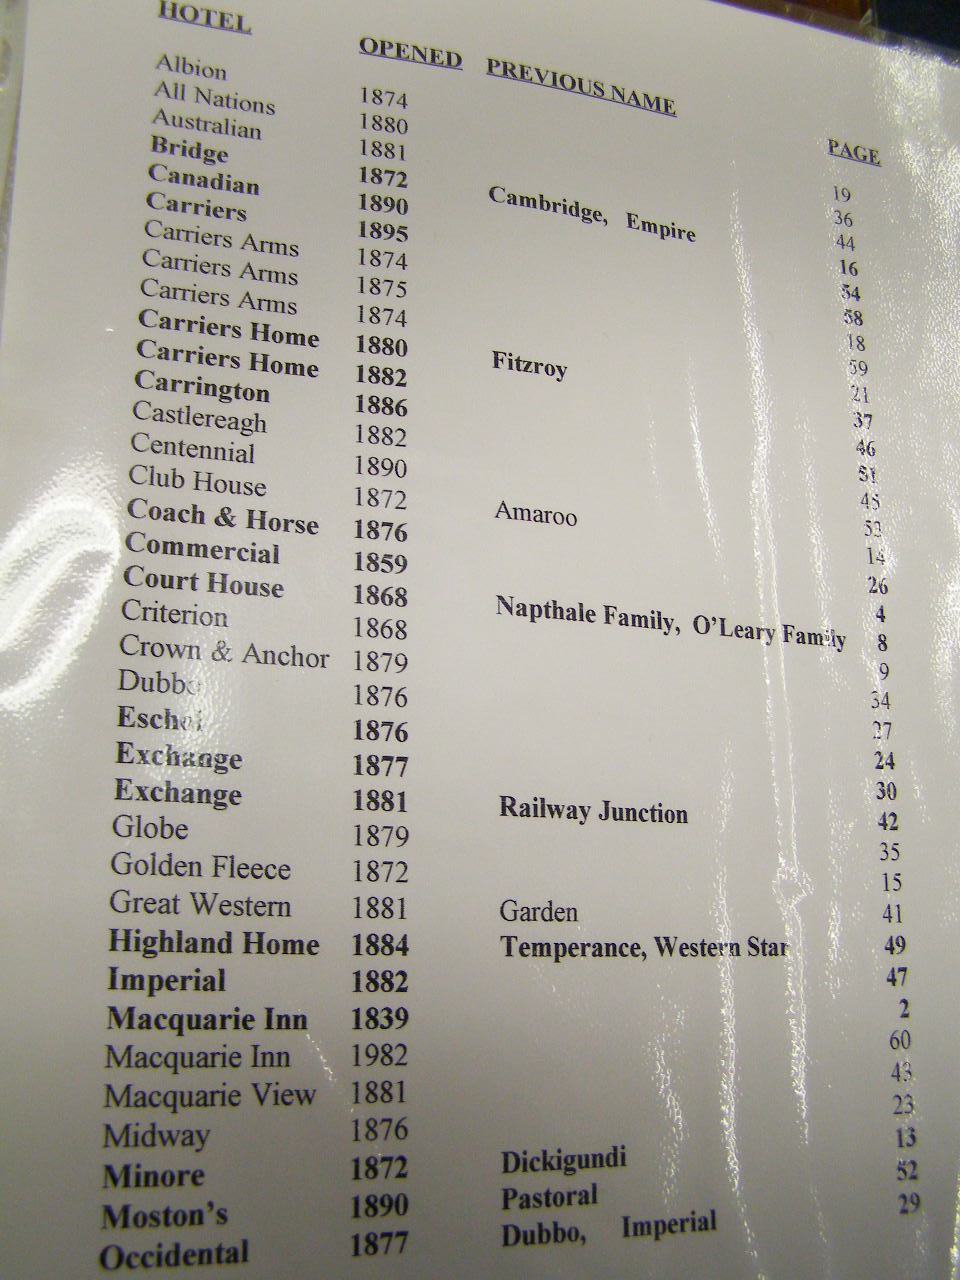 HOTEL OPENED PREVIOUS NAME PAGE
Albion 1874 19
All Nations 1880 36
Australian 1881 44
Bridge 1872 Cambridge, Empire 16
Canadian 1890 54
Carriers 1895 58
Carriers Arms 1874 18
Carriers Arms 1875 59
Carriers Arms 1874 21
Carriers Home 1880 Fitzroy 37
Carriers Home 1882 46
Carrington 1886 51
Castlereagh 1882 45
Centennial 1890 53
Club House 1872 Amaroo 14
Coach & Horse 1876 26
Commercial 1859 4
Court House 1868 Napthale Family, O'Leary Family 8
Criterion 1868 9
Crown & Anchor 1879 34
Dubbo 1876 27
Eschol 1876 24
Exchange 1877 30
Exchange 1881 Railway Junction 42
Globe 1879 35
Golden Fleece 1872 15
Great Western 1881 Garden 41
Highland Home 1884 Temperance, Western Star 49
Imperial 1882 47
Macquarie Inn 1839 2
Macquarie Inn 1982 60
Macquarie View 1881 43
Midway 1876 23
Minore 1872 Dickigundi 13
Moston's 1890 Pastoral 52
Occidental 1877 Dubbo, Imperial 29